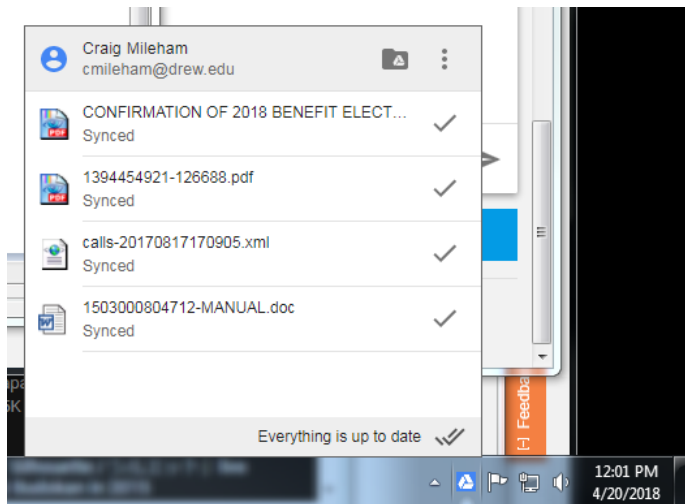 Craig Mileham
cmileham@drew.edu
CONFIRMATION OF 2018 BENEFIT ELECT...
Synced
1394454921-126688.pdf
Synced
calls-20170817170905.xml
Synced
1503000804712-MANUAL.doc
Synced
Everything is up to date
[-] Feedba
5K
12:01 PM
4/20/2018